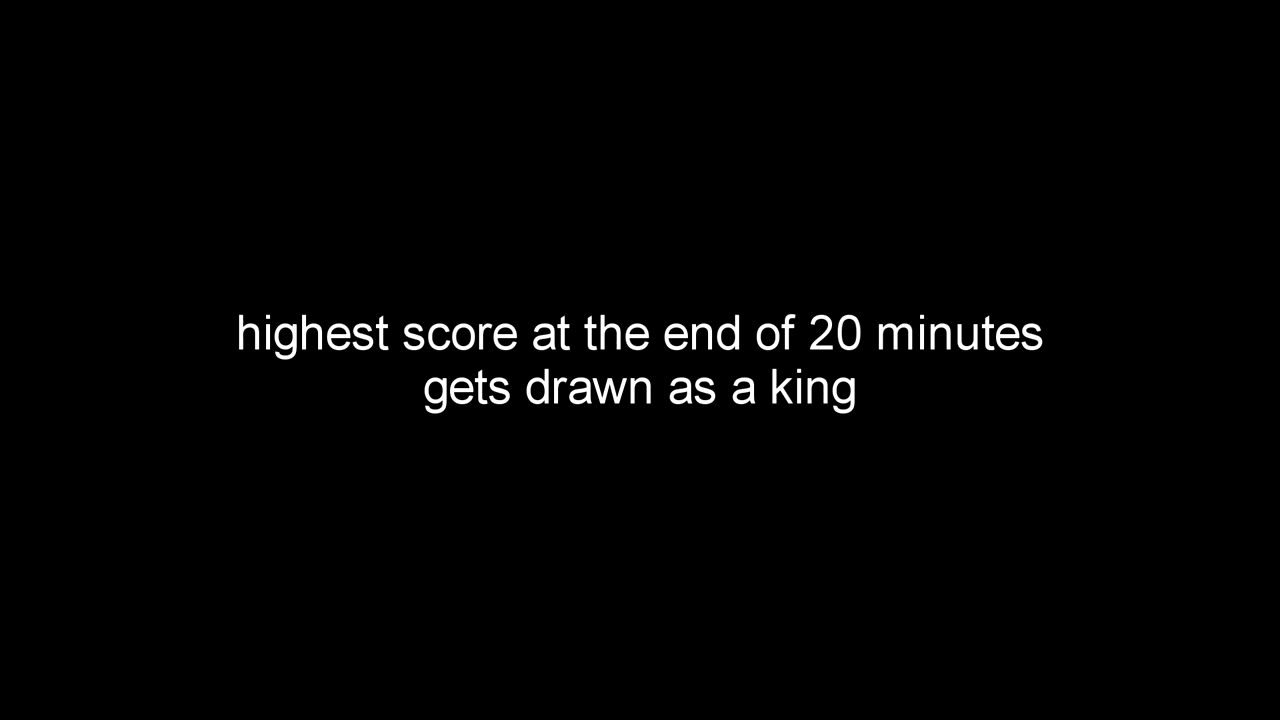 highest score at the end of 20 minutes
gets drawn as a king